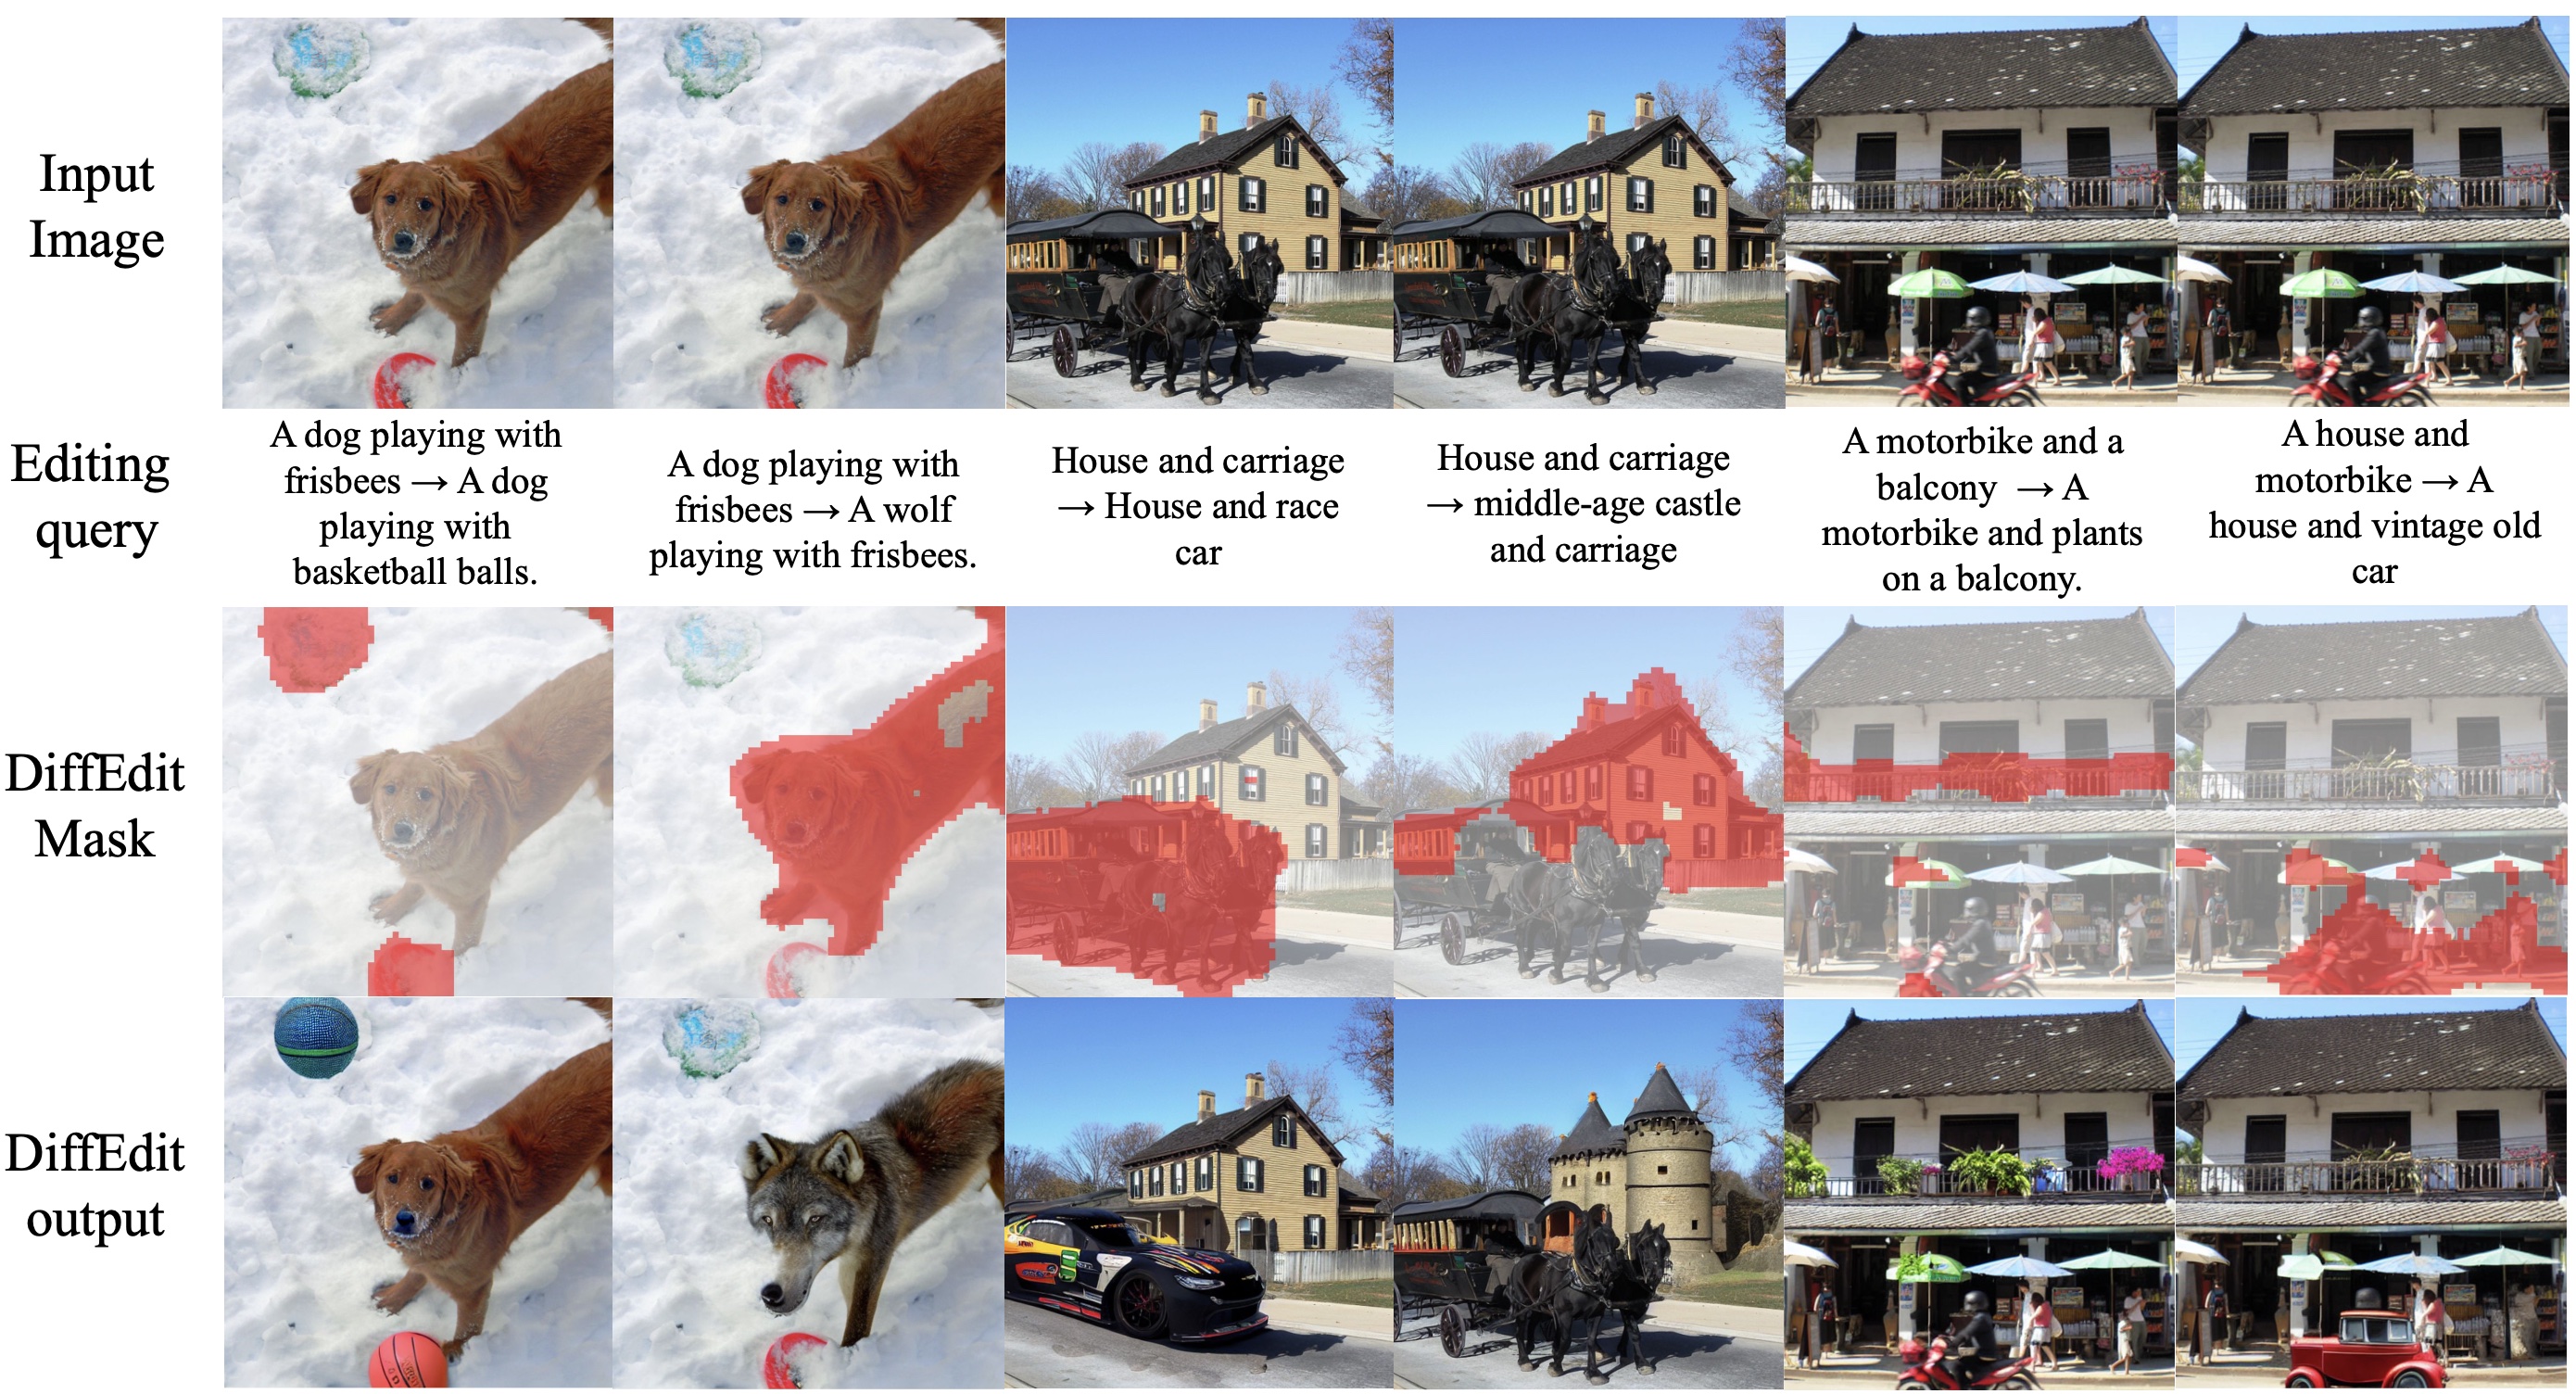 Input
Image
Editing
query
A dog playing with
frisbees → A dog
playing with
basketball balls.
A dog playing with
frisbees → A wolf
playing with frisbees.
House and carriage
→ House and race
car
House and carriage
→ middle-age castle
and carriage
A motorbike and a
balcony → A
motorbike and plants
on a balcony.
A house and
motorbike → A
house and vintage old
car
DiffEdit
Mask
DiffEdit
output